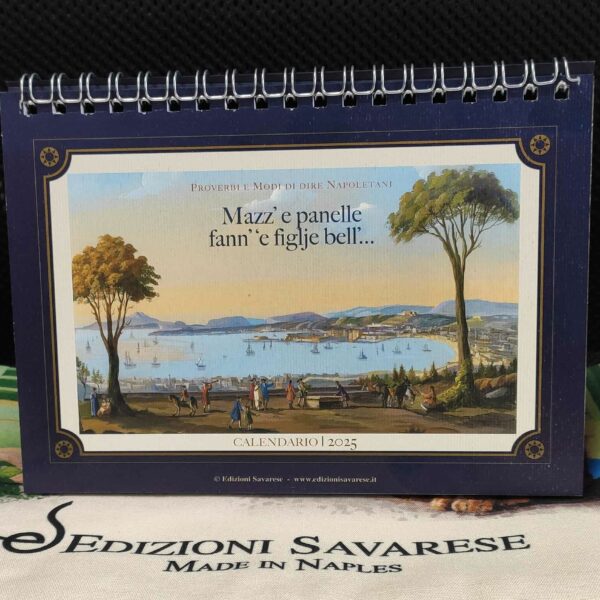 Proverbi e Modi di dire Napoletani
Mazz' e panelle
fann' 'e figlje bell'...
CALENDARIO | 2025
© Edizioni Savarese - www.edizionisavarese.it
EDIZIONI SAVARESE
MADE IN NAPLES